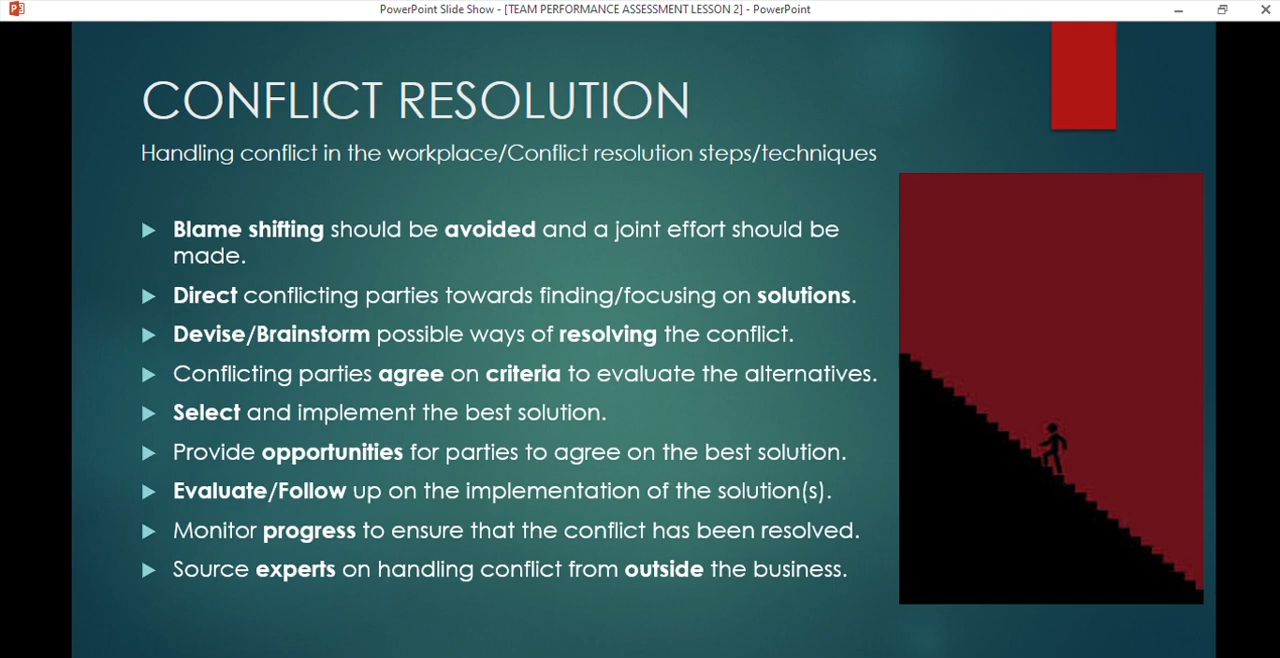 PowerPoint Slide Show - [TEAM PERFORMANCE ASSESSMENT LESSON 2] - PowerPoint
CONFLICT RESOLUTION
Handling conflict in the workplace/Conflict resolution steps/techniques
Blame shifting should be avoided and a joint effort should be
made.
Direct conflicting parties towards finding/focusing on solutions.
Devise/Brainstorm possible ways of resolving the conflict.
Conflicting parties agree on criteria to evaluate the alternatives.
Select and implement the best solution.
Provide opportunities for parties to agree on the best solution.
Evaluate/Follow up on the implementation of the solution(s).
Monitor progress to ensure that the conflict has been resolved.
Source experts on handling conflict from outside the business.